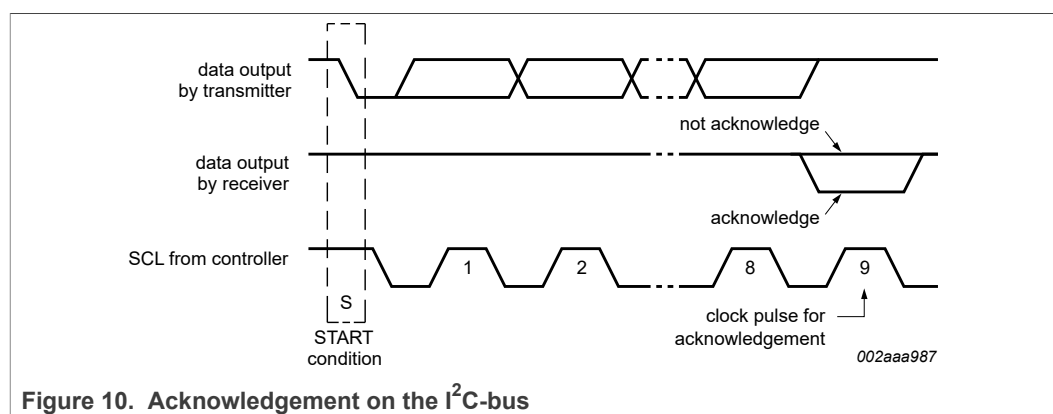 data output
by transmitter
not acknowledge
data output
by receiver
acknowledge
SCL from controller
1
2
8
9
S
START
condition
clock pulse for
acknowledgement
002aaa987
Figure 10. Acknowledgement on the I²C-bus